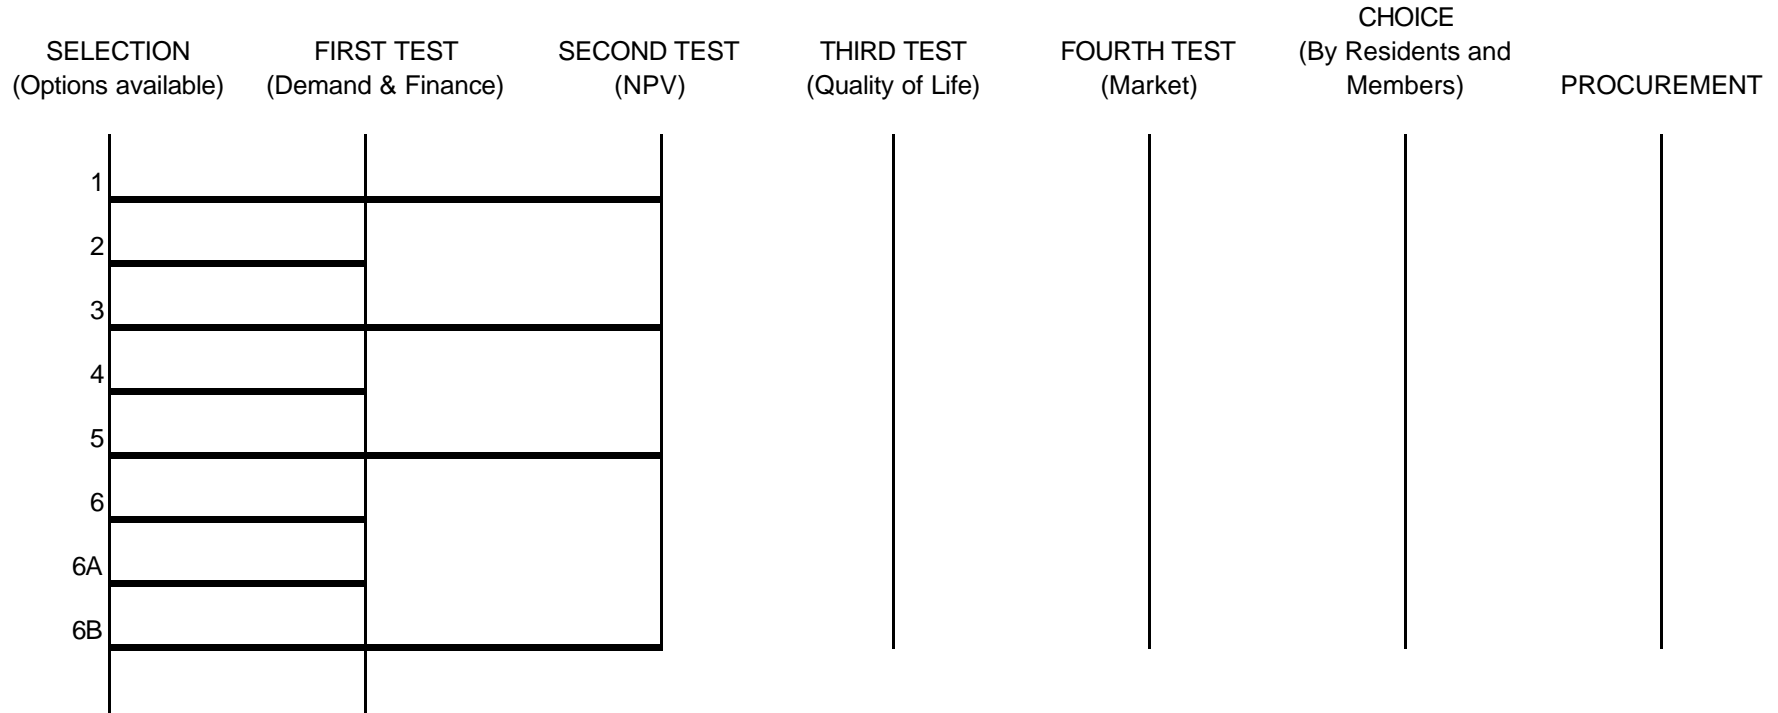 SELECTION
(Options available)
FIRST TEST
(Demand & Finance)
SECOND TEST
(NPV)
THIRD TEST
(Quality of Life)
FOURTH TEST
(Market)
CHOICE
(By Residents and
Members)
PROCUREMENT
1
2
3
4
5
6
6A
6B